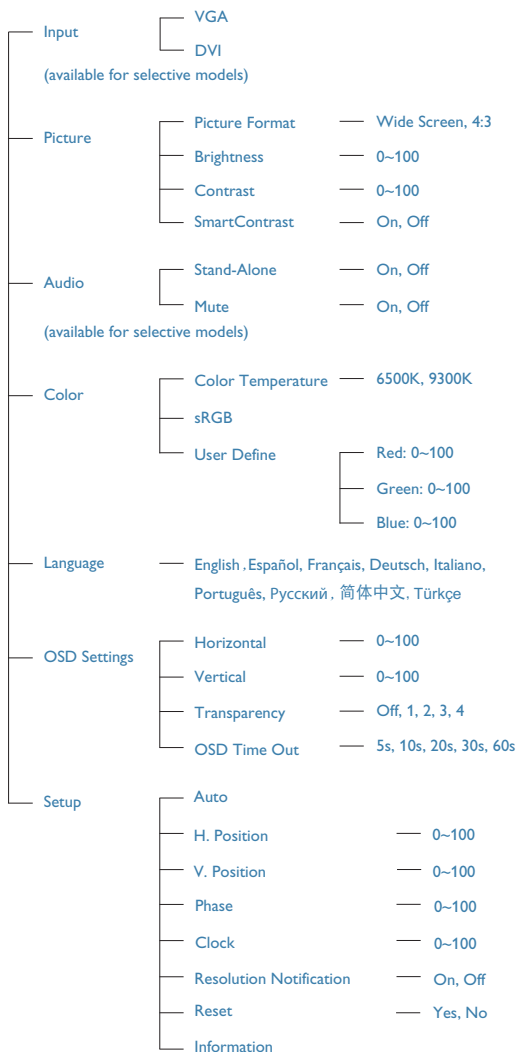 Input
VGA
DVI
(available for selective models)
Picture
Picture Format Wide Screen, 4:3
Brightness 0~100
Contrast 0~100
SmartContrast On, Off
Audio
Stand-Alone On, Off
Mute On, Off
(available for selective models)
Color
Color Temperature 6500K, 9300K
sRGB
User Define Red: 0~100
Green: 0~100
Blue: 0~100
Language English , Español, Français, Deutsch, Italiano,
Português, Русский , 简体中文, Türkçe
OSD Settings
Horizontal 0~100
Vertical 0~100
Transparency Off, 1, 2, 3, 4
OSD Time Out 5s, 10s, 20s, 30s, 60s
Setup
Auto
H. Position 0~100
V. Position 0~100
Phase 0~100
Clock 0~100
Resolution Notification On, Off
Reset Yes, No
Information